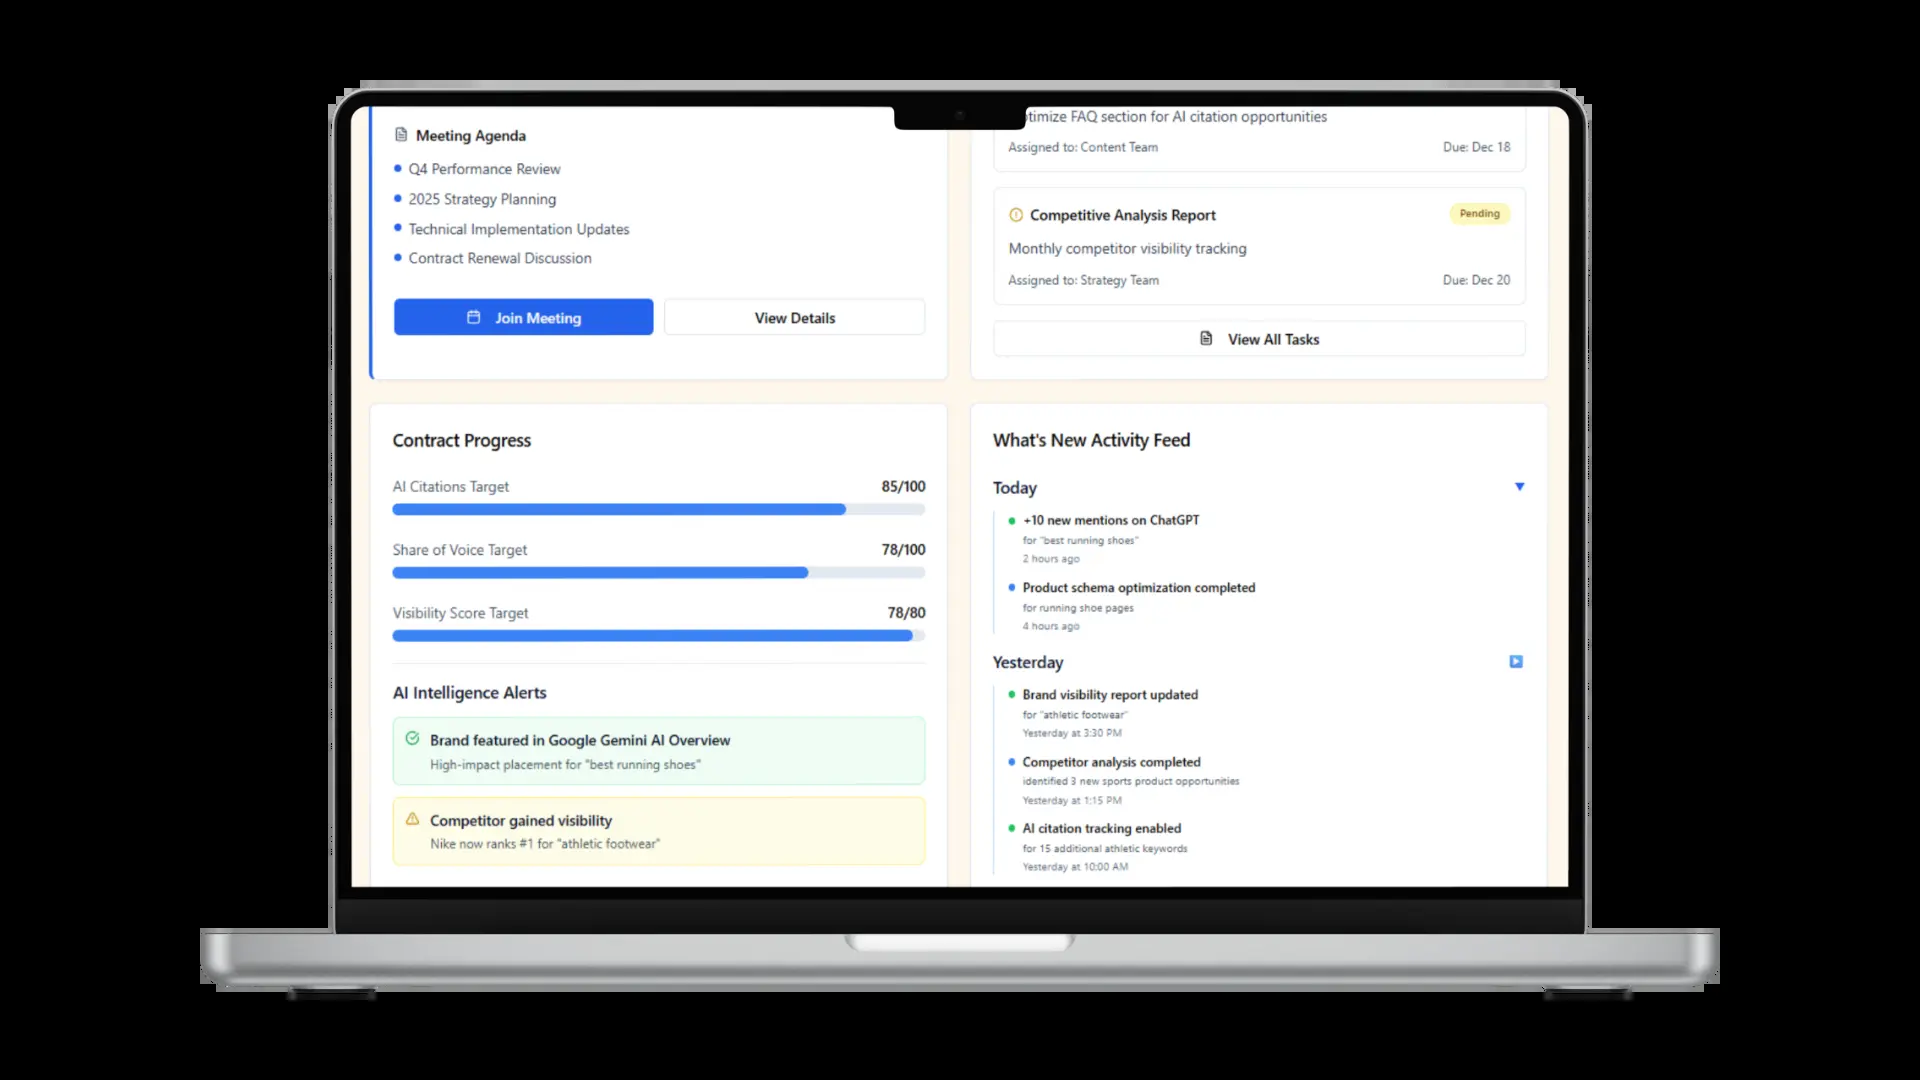 Meeting Agenda
Q4 Performance Review
2025 Strategy Planning
Technical Implementation Updates
Contract Renewal Discussion
Join Meeting
View Details
FAQ section for AI citation opportunities
Assigned to: Content Team
Due: Dec 18
Competitive Analysis Report
Pending
Monthly competitor visibility tracking
Assigned to: Strategy Team
Due: Dec 20
View All Tasks
Contract Progress
AI Citations Target
85/100
Share of Voice Target
78/100
Visibility Score Target
78/80
AI Intelligence Alerts
Brand featured in Google Gemini AI Overview
High-impact placement for "best running shoes"
Competitor gained visibility
Nike now ranks #1 for "athletic footwear"
What's New Activity Feed
Today
+10 new mentions on ChatGPT
for "best running shoes"
2 hours ago
Product schema optimization completed
for running shoe pages
4 hours ago
Yesterday
Brand visibility report updated
for "athletic footwear"
Yesterday at 3:30 PM
Competitor analysis completed
identified 3 new sports product opportunities
Yesterday at 1:15 PM
AI citation tracking enabled
for 15 additional athletic keywords
Yesterday at 10:00 AM